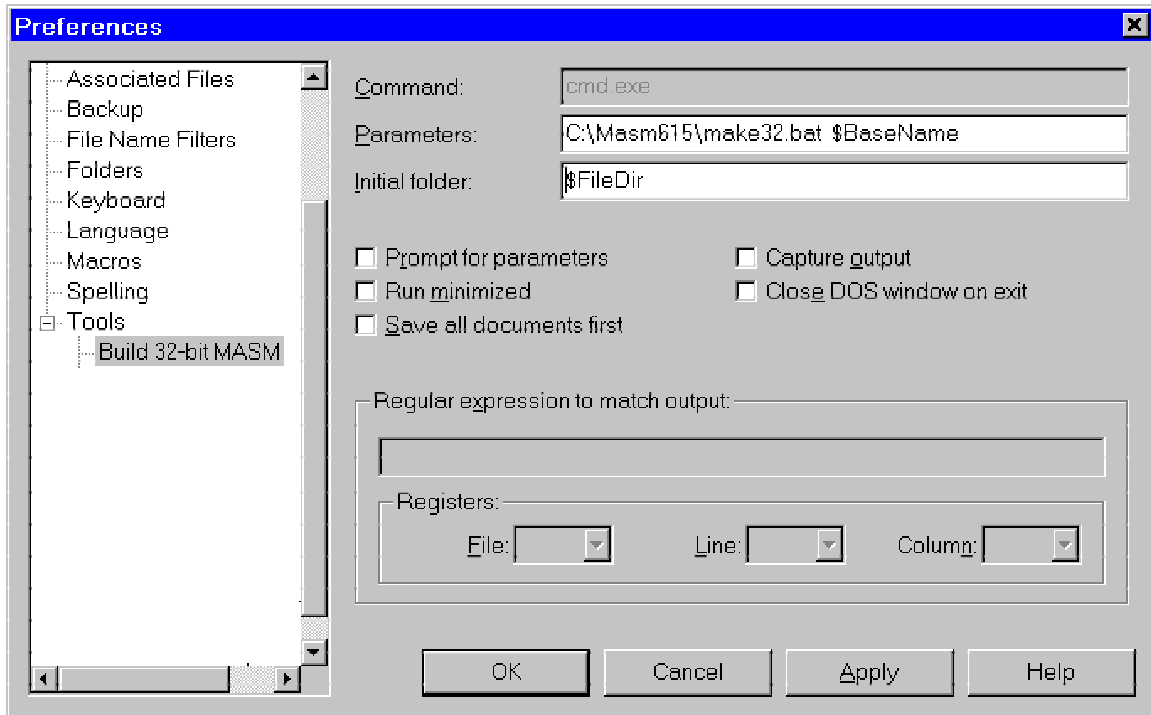 Preferences
Associated Files
Backup
File Name Filters
Folders
Keyboard
Language
Macros
Spelling
Tools
Build 32-bit MASM
Command: cmd.exe
Parameters: C:\Masm615\make32.bat $BaseName
Initial folder: $FileDir
Prompt for parameters Capture output
Run minimized Close DOS window on exit
Save all documents first
Regular expression to match output:
Registers:
File: Line: Column:
OK Cancel Apply Help